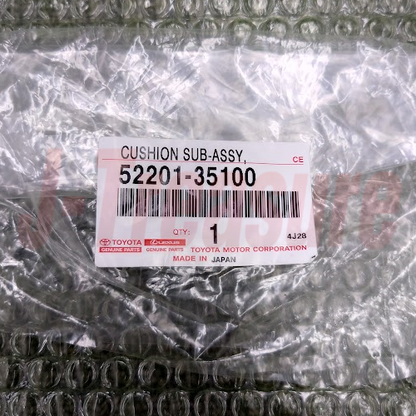 CUSHION SUB-ASSY,
CE
52201-35100
QTY: 1
4J2B
TOYOTA LEXUS TOYOTA MOTOR CORPORATION
GENUINE PARTS GENUINE PARTS
MADE IN JAPAN